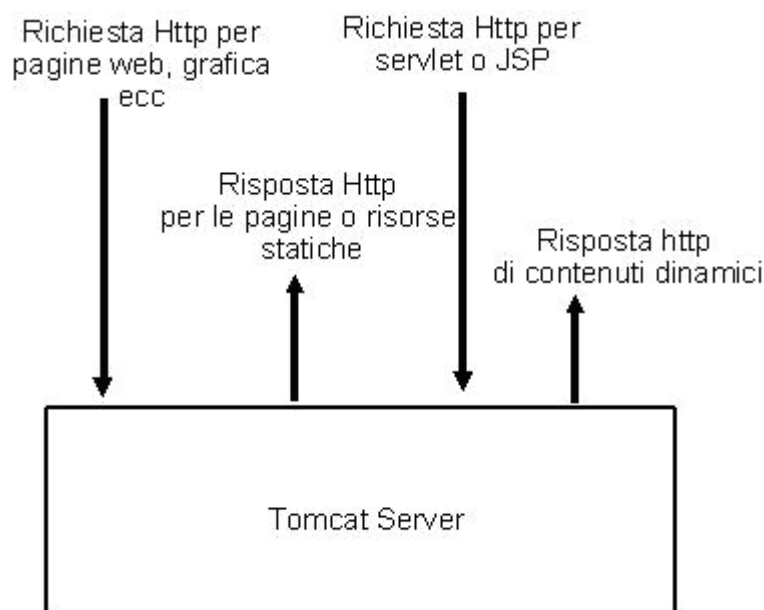 Richiesta Http per
pagine web, grafica
ecc
Richiesta Http per
servlet o JSP
Risposta Http
per le pagine o risorse
statiche
Risposta http
di contenuti dinamici
Tomcat Server